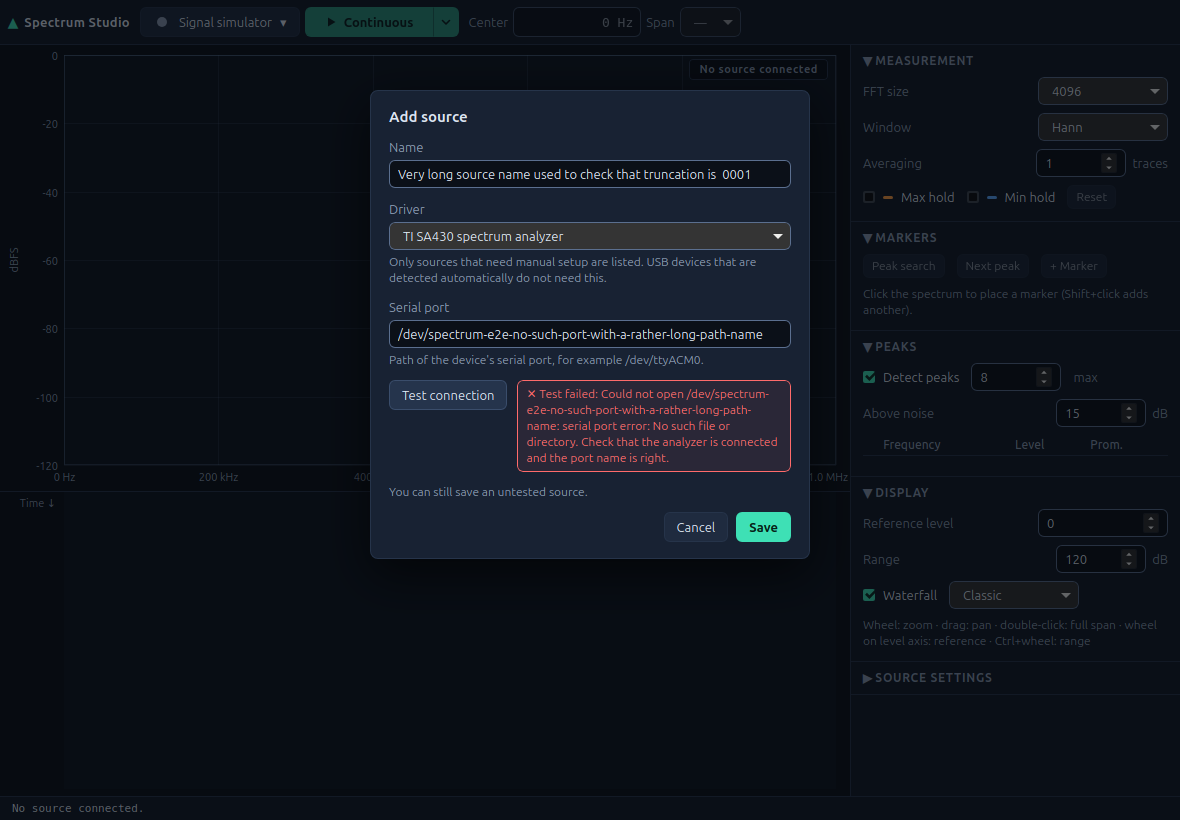 Spectrum Studio
Signal simulator ▾
Continuous
Center
0 Hz
Span
—
No source connected
0
-20
-40
-60
-80
-100
-120
dBFS
0 Hz
200 kHz
400
1.0 MHz
Time ↓
Add source
Name
Very long source name used to check that truncation is 0001
Driver
TI SA430 spectrum analyzer
Only sources that need manual setup are listed. USB devices that are
detected automatically do not need this.
Serial port
/dev/spectrum-e2e-no-such-port-with-a-rather-long-path-name
Path of the device's serial port, for example /dev/ttyACM0.
Test connection
✕ Test failed: Could not open /dev/spectrum-
e2e-no-such-port-with-a-rather-long-path-
name: serial port error: No such file or
directory. Check that the analyzer is connected
and the port name is right.
You can still save an untested source.
Cancel
Save
▼ MEASUREMENT
FFT size
4096
Window
Hann
Averaging
1
traces
Max hold
Min hold
Reset
▼ MARKERS
Peak search
Next peak
+ Marker
Click the spectrum to place a marker (Shift+click adds
another).
▼ PEAKS
Detect peaks
8
max
Above noise
15
dB
Frequency
Level
Prom.
▼ DISPLAY
Reference level
0
Range
120
dB
Waterfall
Classic
Wheel: zoom · drag: pan · double-click: full span · wheel
on level axis: reference · Ctrl+wheel: range
▶ SOURCE SETTINGS
No source connected.